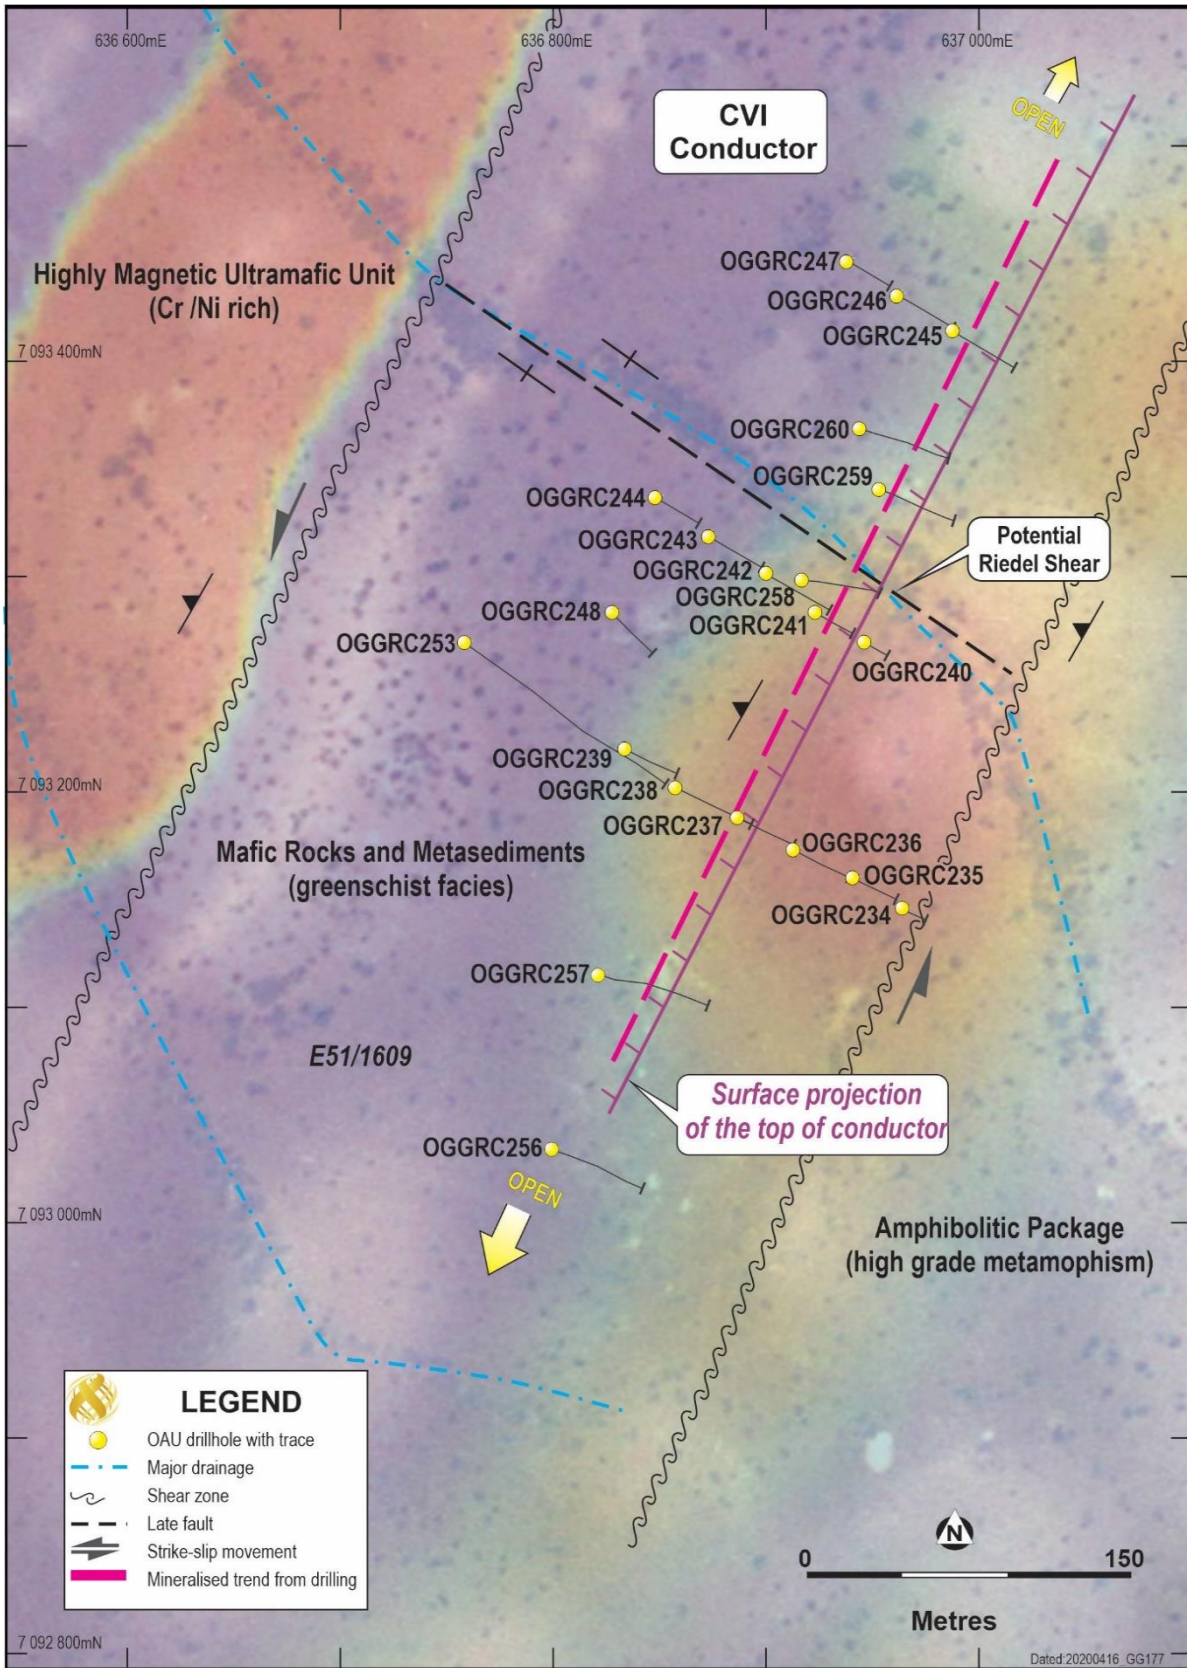 636 600mE
636 800mE
637 000mE
OPEN
CVI
Conductor
OGGRC247
OGGRC246
OGGRC245
Highly Magnetic Ultramafic Unit
(Cr /Ni rich)
7 093 400mN
OGGRC260
OGGRC259
OGGRC244
OGGRC243
OGGRC242
OGGRC258
OGGRC241
OGGRC240
Potential
Riedel Shear
OGGRC248
OGGRC253
OGGRC239
OGGRC238
OGGRC237
OGGRC236
OGGRC235
OGGRC234
7 093 200mN
Mafic Rocks and Metasediments
(greenschist facies)
OGGRC257
E51/1609
Surface projection
of the top of conductor
OGGRC256
OPEN
7 093 000mN
Amphibolitic Package
(high grade metamophism)
LEGEND
OAU drillhole with trace
Major drainage
Shear zone
Late fault
Strike-slip movement
Mineralised trend from drilling
N
0 150
Metres
7 092 800mN
Dated:20200416_GG177